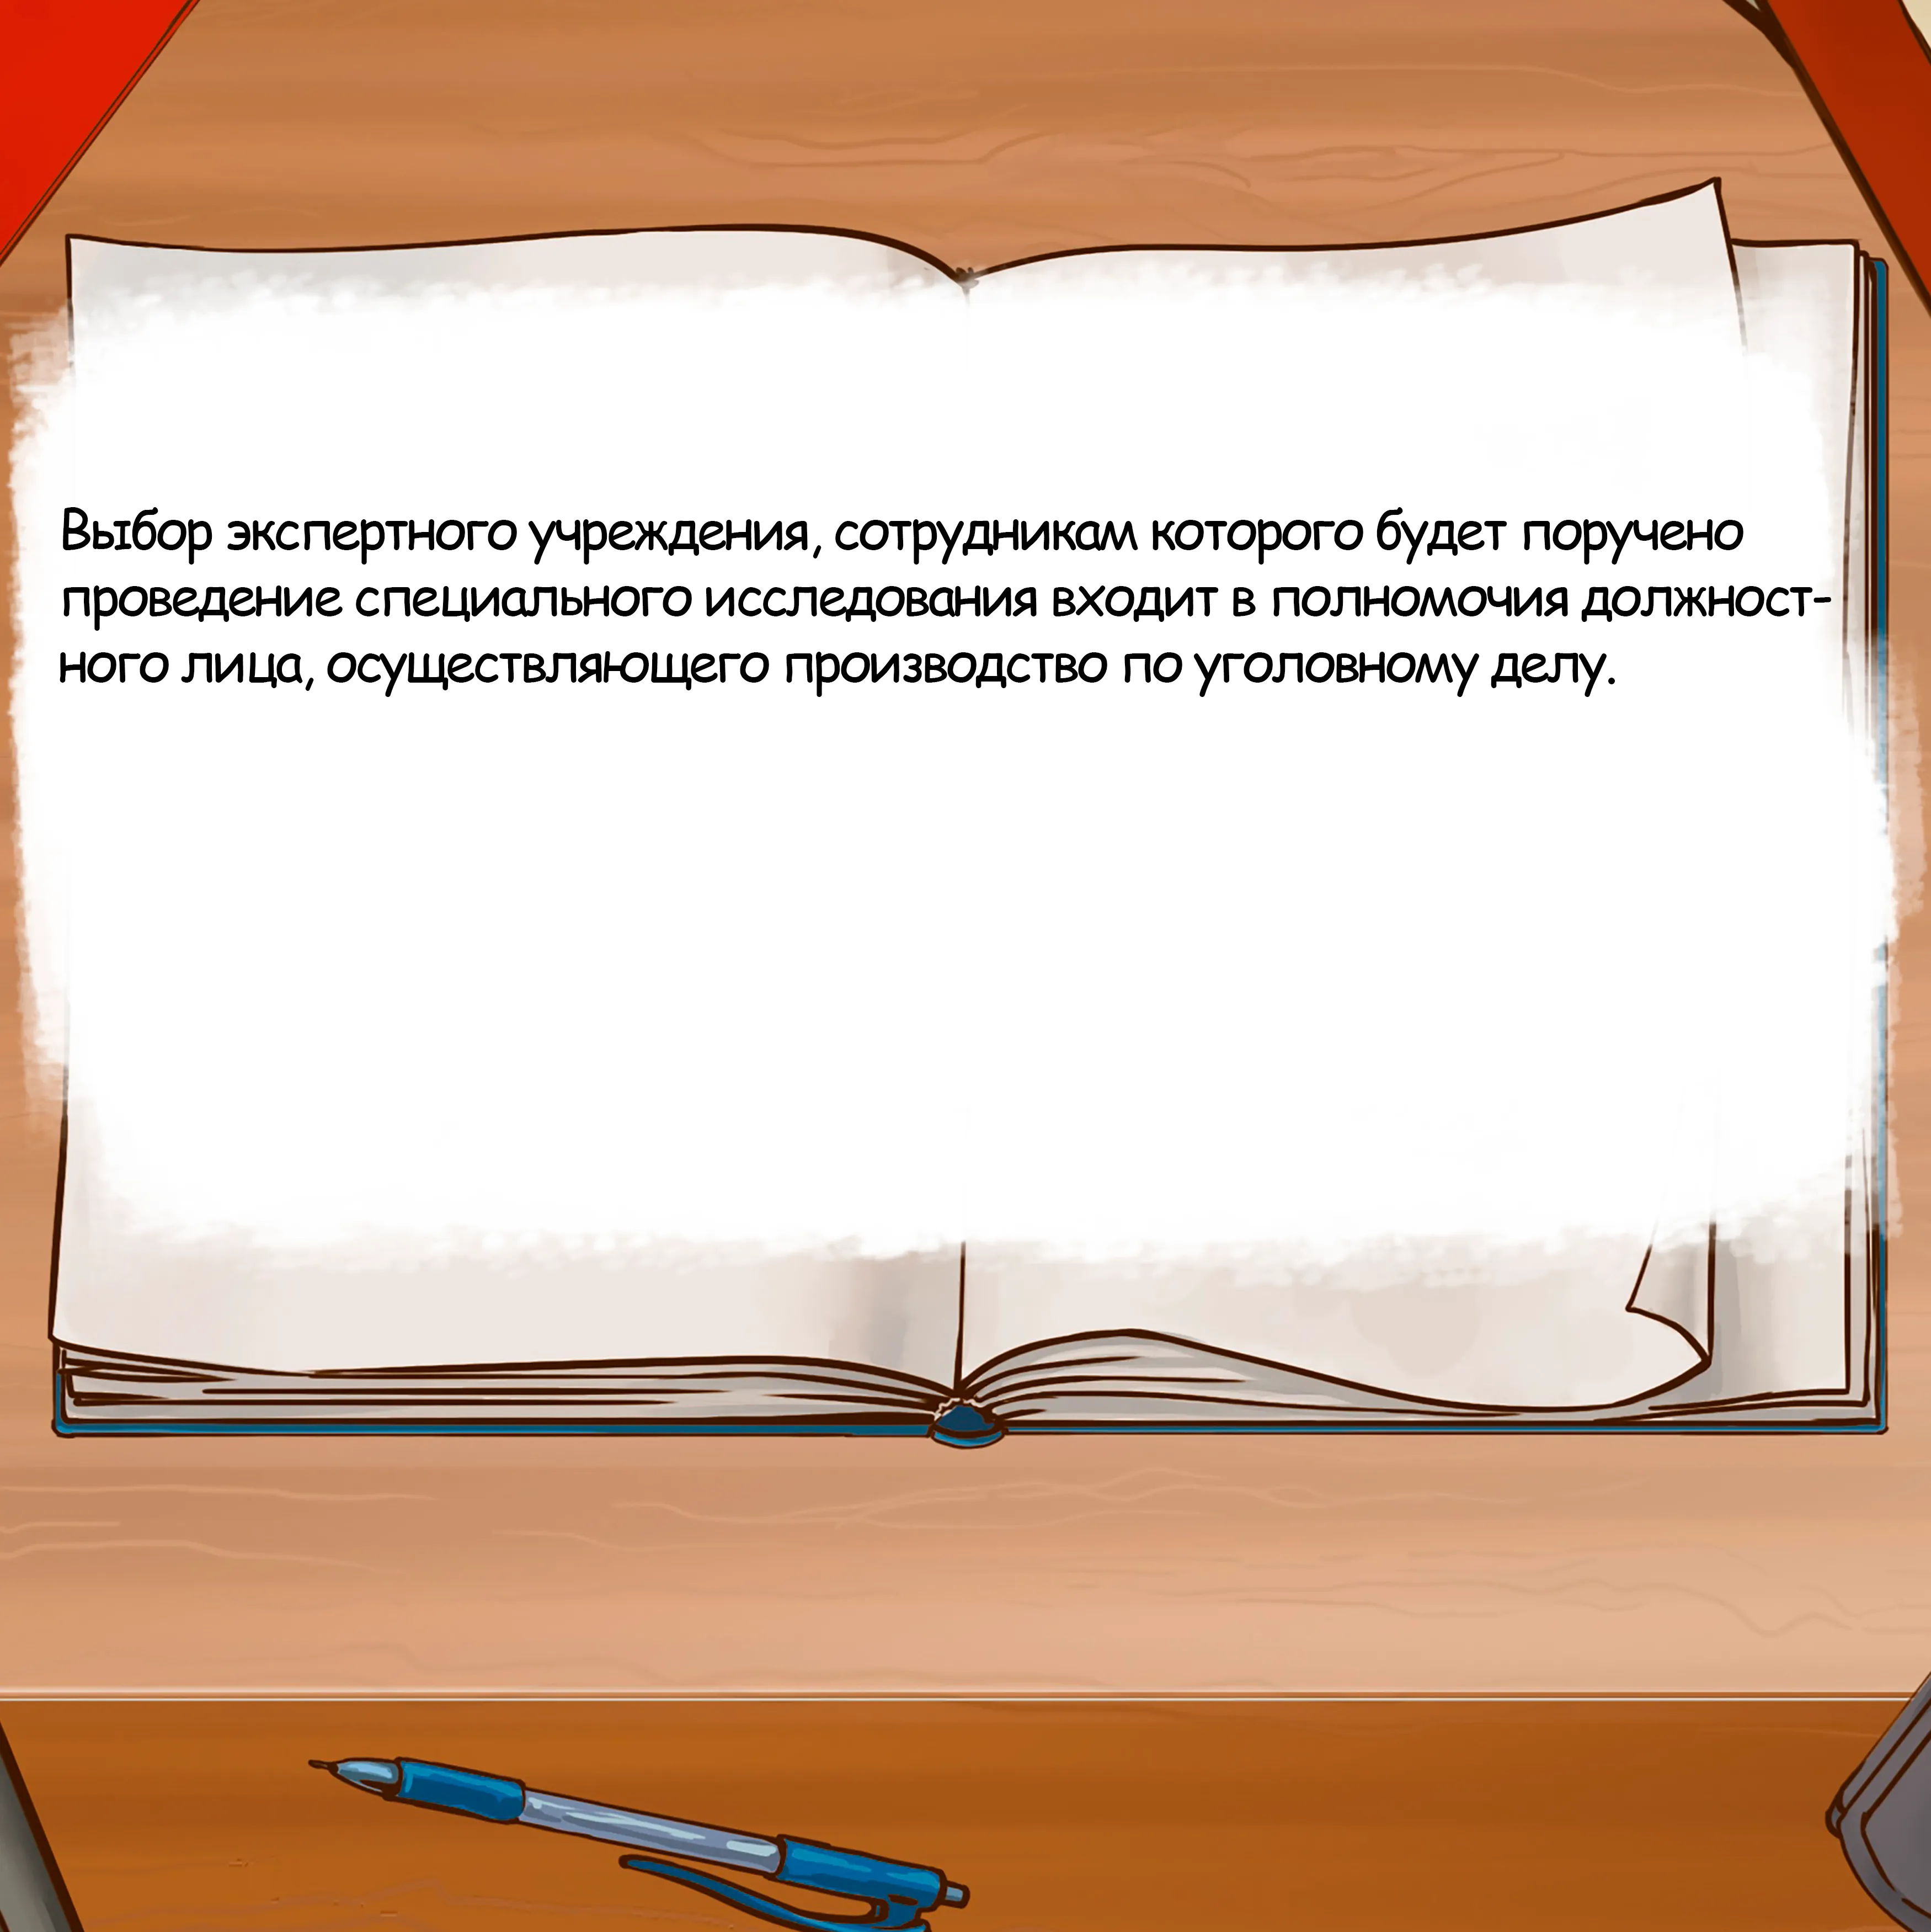 Выбор экспертного учреждения, сотрудникам которого будет поручено
проведение специального исследования входит в полномочия должност-
ного лица, осуществляющего производство по уголовному делу.